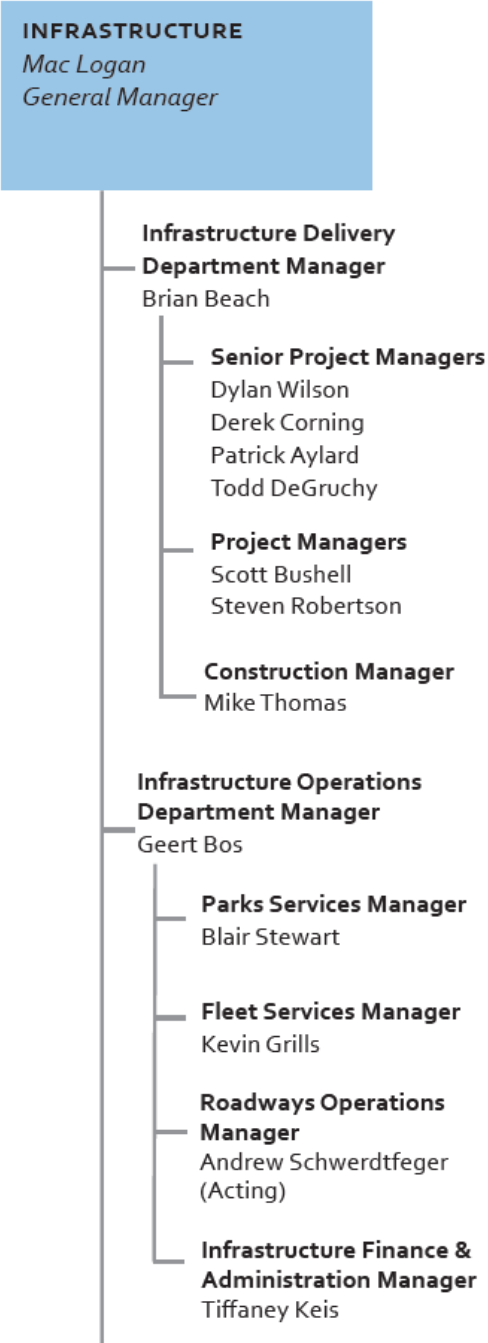 INFRASTRUCTURE
Mac Logan
General Manager
Infrastructure Delivery
Department Manager
Brian Beach
Senior Project Managers
Dylan Wilson
Derek Corning
Patrick Aylard
Todd DeGruchy
Project Managers
Scott Bushell
Steven Robertson
Construction Manager
Mike Thomas
Infrastructure Operations
Department Manager
Geert Bos
Parks Services Manager
Blair Stewart
Fleet Services Manager
Kevin Grills
Roadways Operations
Manager
Andrew Schwerdtfeger
(Acting)
Infrastructure Finance &
Administration Manager
Tiffaney Keis